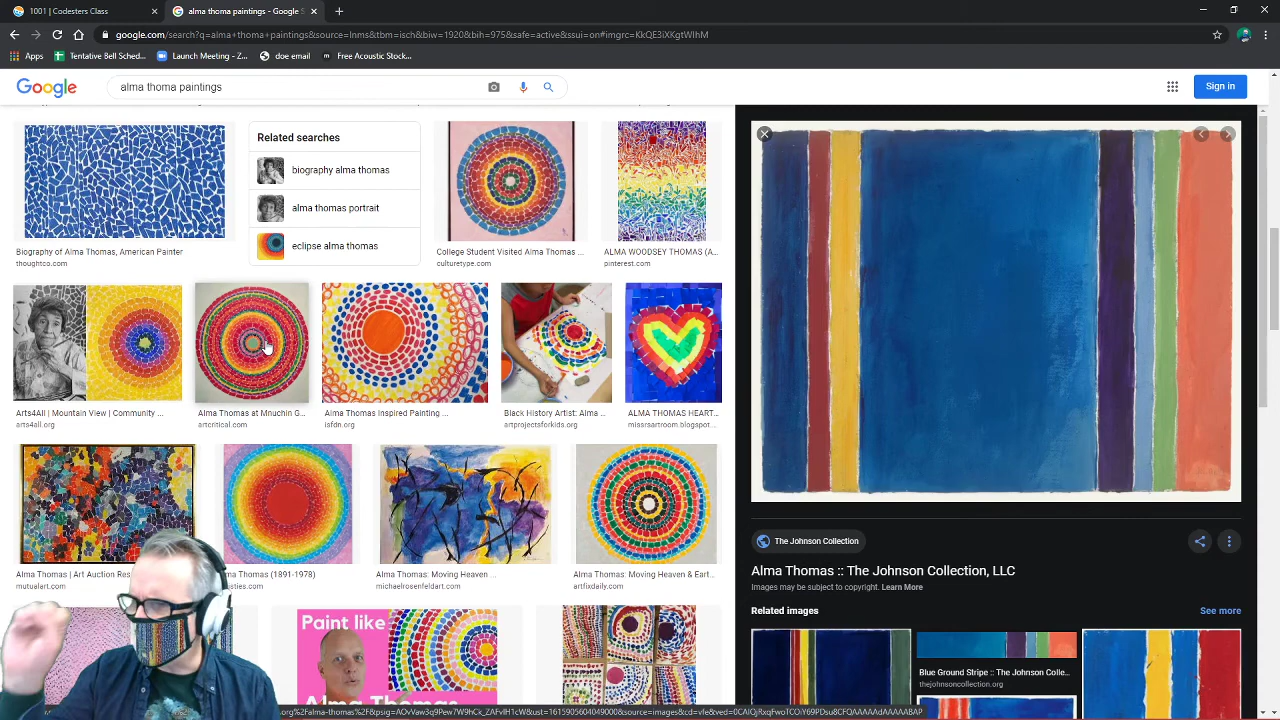 1001 | Codesters Class
alma thoma paintings - Google S
google.com/search?q=alma+thoma+paintings&source=lnms&tbm=isch&biw=1920&bih=975&safe=active&ssui=on#imgrc=KkQE3iXKgtWlhM
Apps
Tentative Bell Sched...
Launch Meeting - Z...
doe email
Free Acoustic Stock...
Google
alma thoma paintings
Sign in
Related searches
biography alma thomas
alma thomas portrait
eclipse alma thomas
Biography of Alma Thomas, American Painter
thoughtco.com
College Student Visited Alma Thomas ...
culturetype.com
ALMA WOODSEY THOMAS (A...
pinterest.com
Arts4All | Mountain View | Community ...
arts4all.org
Alma Thomas at Mnuchin G...
artcritical.com
Alma Thomas Inspired Painting ...
isfdn.org
Black History Artist: Alma ...
artprojectsforkids.org
ALMA THOMAS HEART...
missrsartroom.blogspot...
Alma Thomas | Art Auction Res
mutualart.com
Thomas (1891-1978)
sties.com
Alma Thomas: Moving Heaven ...
michaelrosenfeldart.com
Alma Thomas: Moving Heaven & Eart...
artfixdaily.com
Paint like
Alma Thomas
The Johnson Collection
Alma Thomas :: The Johnson Collection, LLC
Images may be subject to copyright. Learn More
Related images
See more
Blue Ground Stripe :: The Johnson Colle...
thejohnsoncollection.org